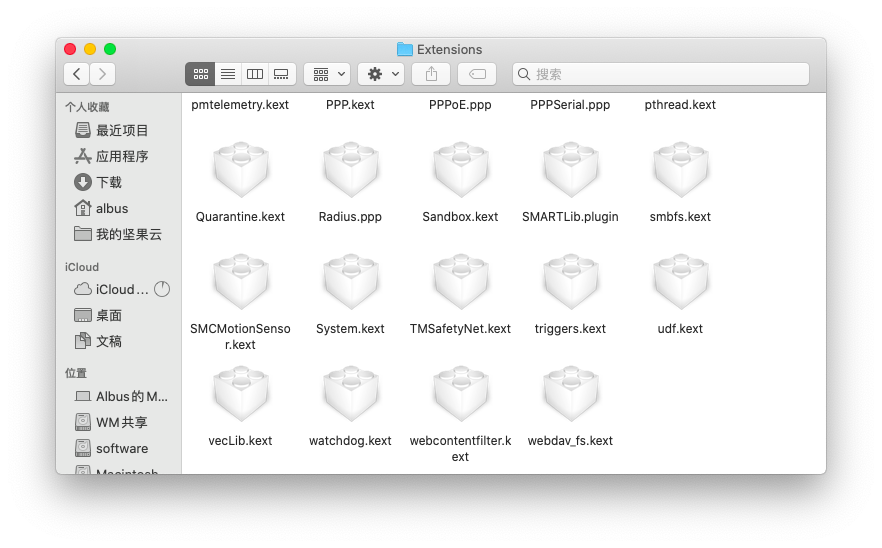 Extensions
搜索
个人收藏
最近项目
应用程序
下载
albus
我的坚果云
iCloud
iCloud…
桌面
文稿
位置
Albus的M…
WM共享
software
Macintosh
pmtelemetry.kext
PPP.kext
PPPoE.ppp
PPPSerial.ppp
pthread.kext
Quarantine.kext
Radius.ppp
Sandbox.kext
SMARTLib.plugin
smbfs.kext
SMCMotionSenso
r.kext
System.kext
TMSafetyNet.kext
triggers.kext
udf.kext
vecLib.kext
watchdog.kext
webcontentfilter.k
ext
webdav_fs.kext